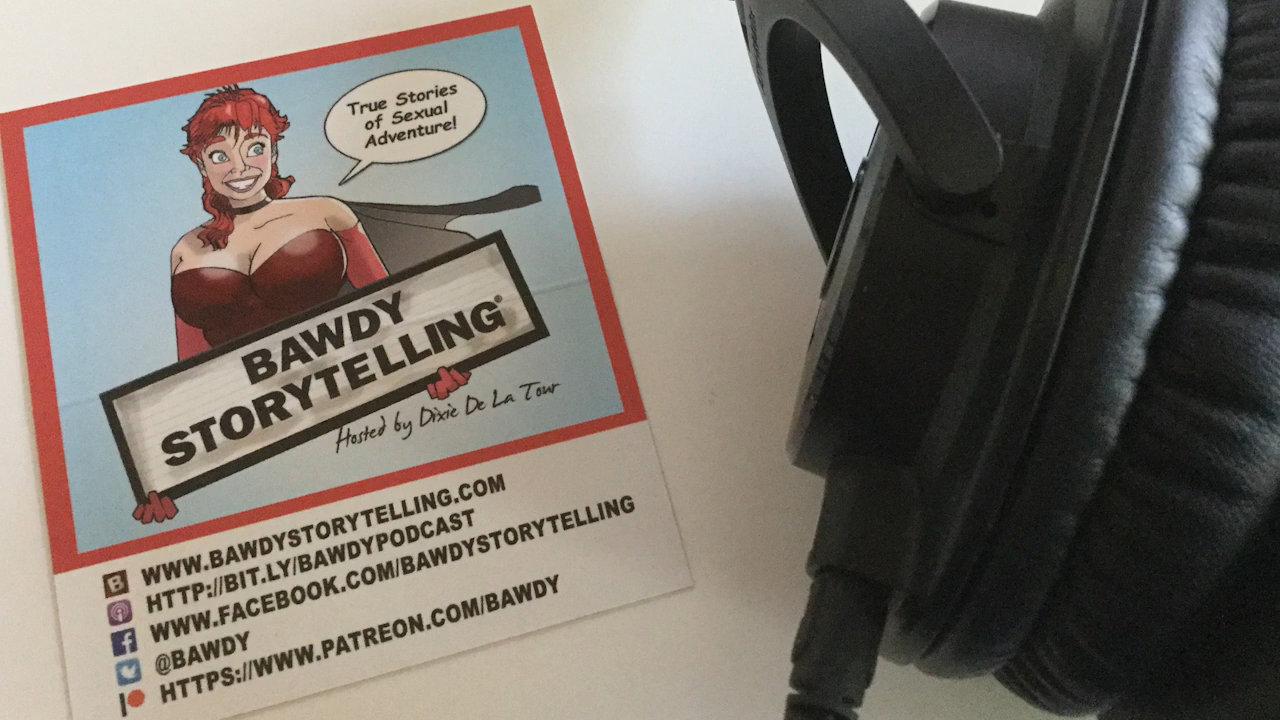 True Stories
of Sexual
Adventure!
BAWDY
STORYTELLING®
Hosted by Dixie De La Tour
WWW.BAWDYSTORYTELLING.COM
HTTP://BIT.LY/BAWDYPODCAST
WWW.FACEBOOK.COM/BAWDYSTORYTELLING
@BAWDY
HTTPS://WWW.PATREON.COM/BAWDY